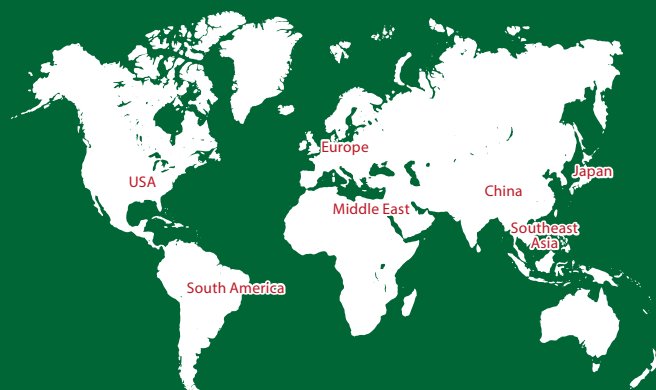 Europe
Japan
USA
China
Middle East
Southeast
Asia
South America